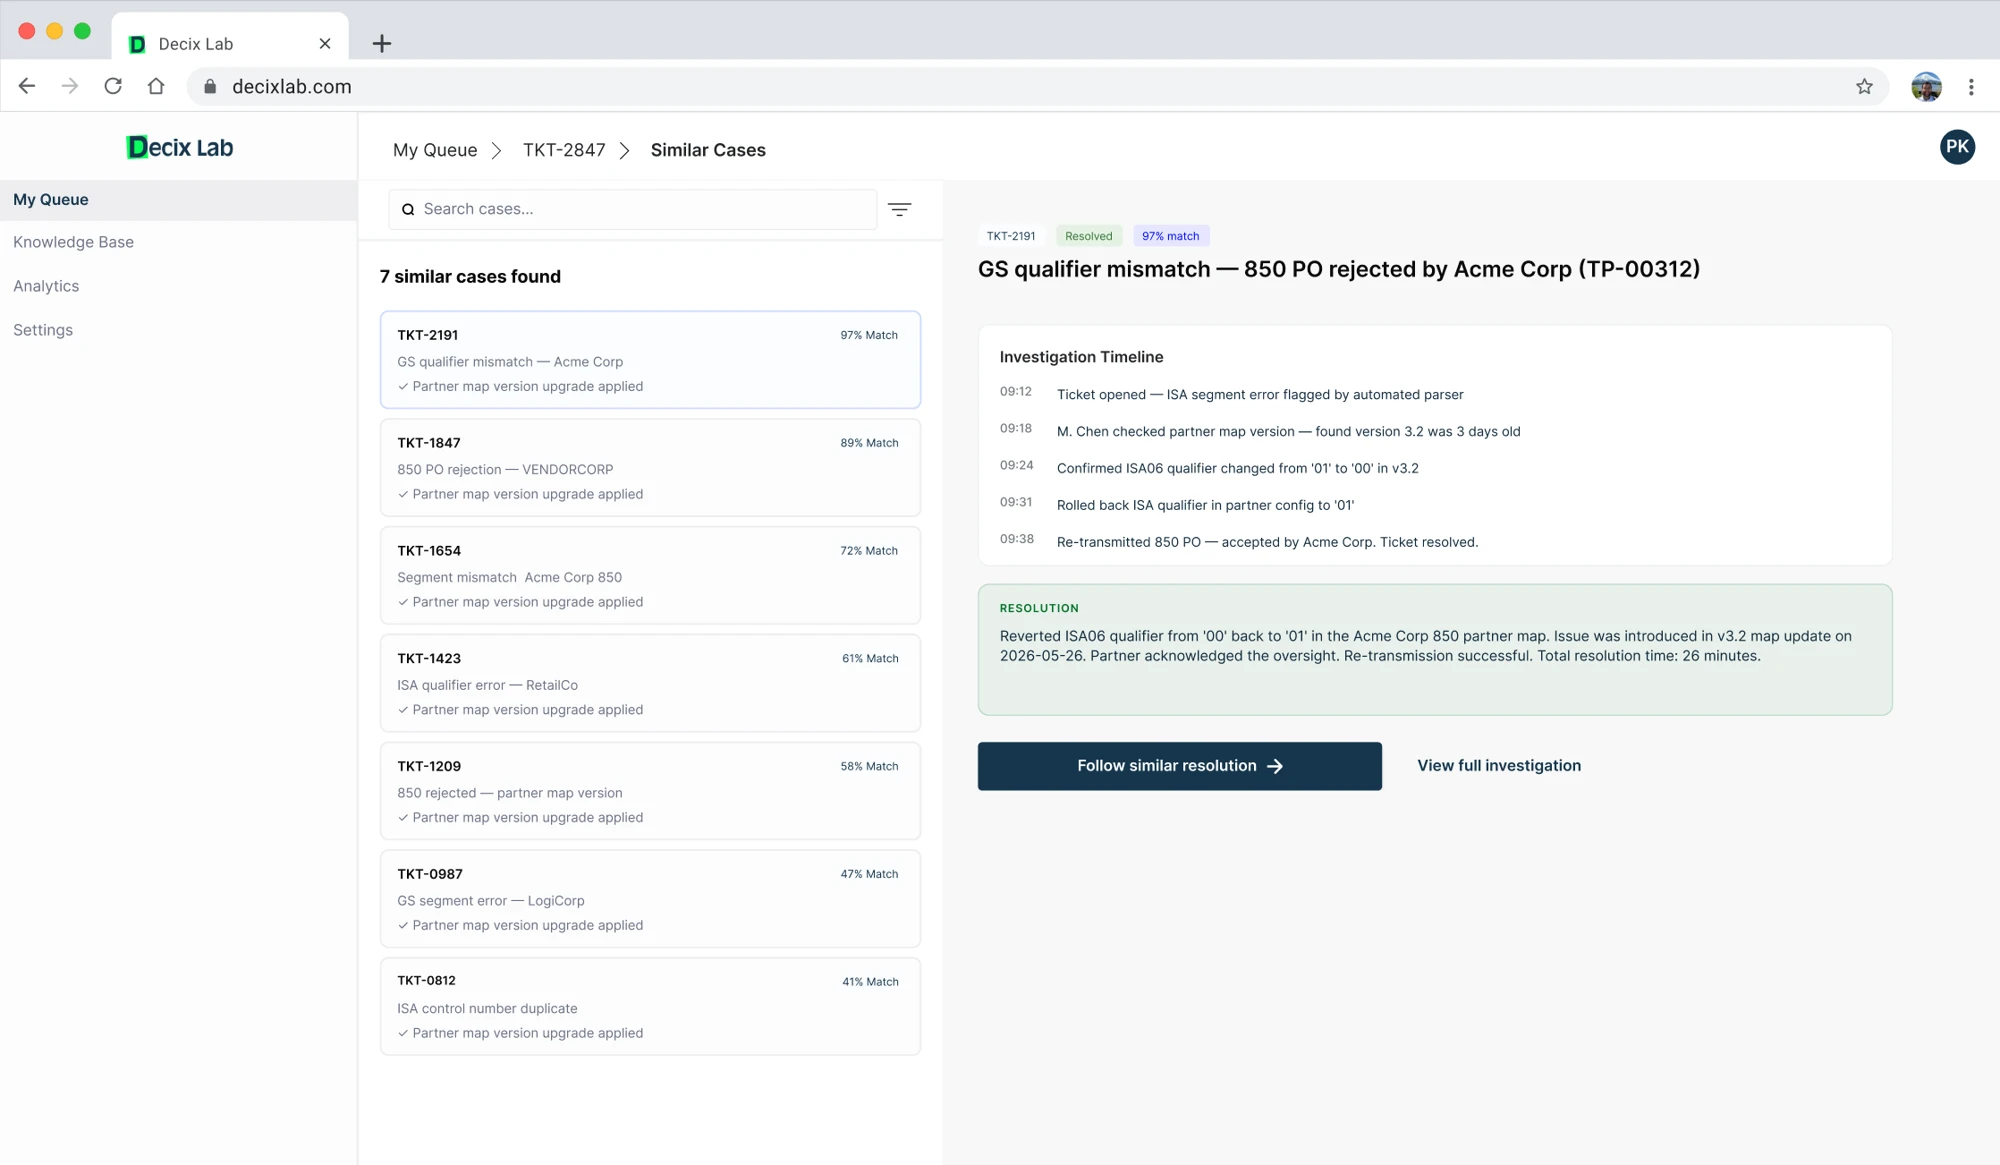 Decix Lab
decixlab.com
Decix Lab
My Queue
Knowledge Base
Analytics
Settings
My Queue > TKT-2847 > Similar Cases
PK
Search cases...
7 similar cases found
TKT-2191 97% Match
GS qualifier mismatch — Acme Corp
✓ Partner map version upgrade applied
TKT-1847 89% Match
850 PO rejection — VENDORCORP
✓ Partner map version upgrade applied
TKT-1654 72% Match
Segment mismatch  Acme Corp 850
✓ Partner map version upgrade applied
TKT-1423 61% Match
ISA qualifier error — RetailCo
✓ Partner map version upgrade applied
TKT-1209 58% Match
850 rejected — partner map version
✓ Partner map version upgrade applied
TKT-0987 47% Match
GS segment error — LogiCorp
✓ Partner map version upgrade applied
TKT-0812 41% Match
ISA control number duplicate
✓ Partner map version upgrade applied
TKT-2191 Resolved 97% match
GS qualifier mismatch — 850 PO rejected by Acme Corp (TP-00312)
Investigation Timeline
09:12 Ticket opened — ISA segment error flagged by automated parser
09:18 M. Chen checked partner map version — found version 3.2 was 3 days old
09:24 Confirmed ISA06 qualifier changed from '01' to '00' in v3.2
09:31 Rolled back ISA qualifier in partner config to '01'
09:38 Re-transmitted 850 PO — accepted by Acme Corp. Ticket resolved.
RESOLUTION
Reverted ISA06 qualifier from '00' back to '01' in the Acme Corp 850 partner map. Issue was introduced in v3.2 map update on
2026-05-26. Partner acknowledged the oversight. Re-transmission successful. Total resolution time: 26 minutes.
Follow similar resolution →
View full investigation